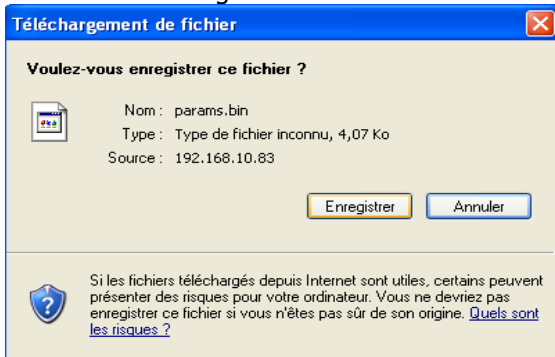 Téléchargement de fichier
Voulez-vous enregistrer ce fichier ?
Nom : params.bin
Type : Type de fichier inconnu, 4,07 Ko
Source : 192.168.10.83
Enregistrer Annuler
Si les fichiers téléchargés depuis Internet sont utiles, certains peuvent
présenter des risques pour votre ordinateur. Vous ne devriez pas
enregistrer ce fichier si vous n'êtes pas sûr de son origine. Quels sont
les risques ?